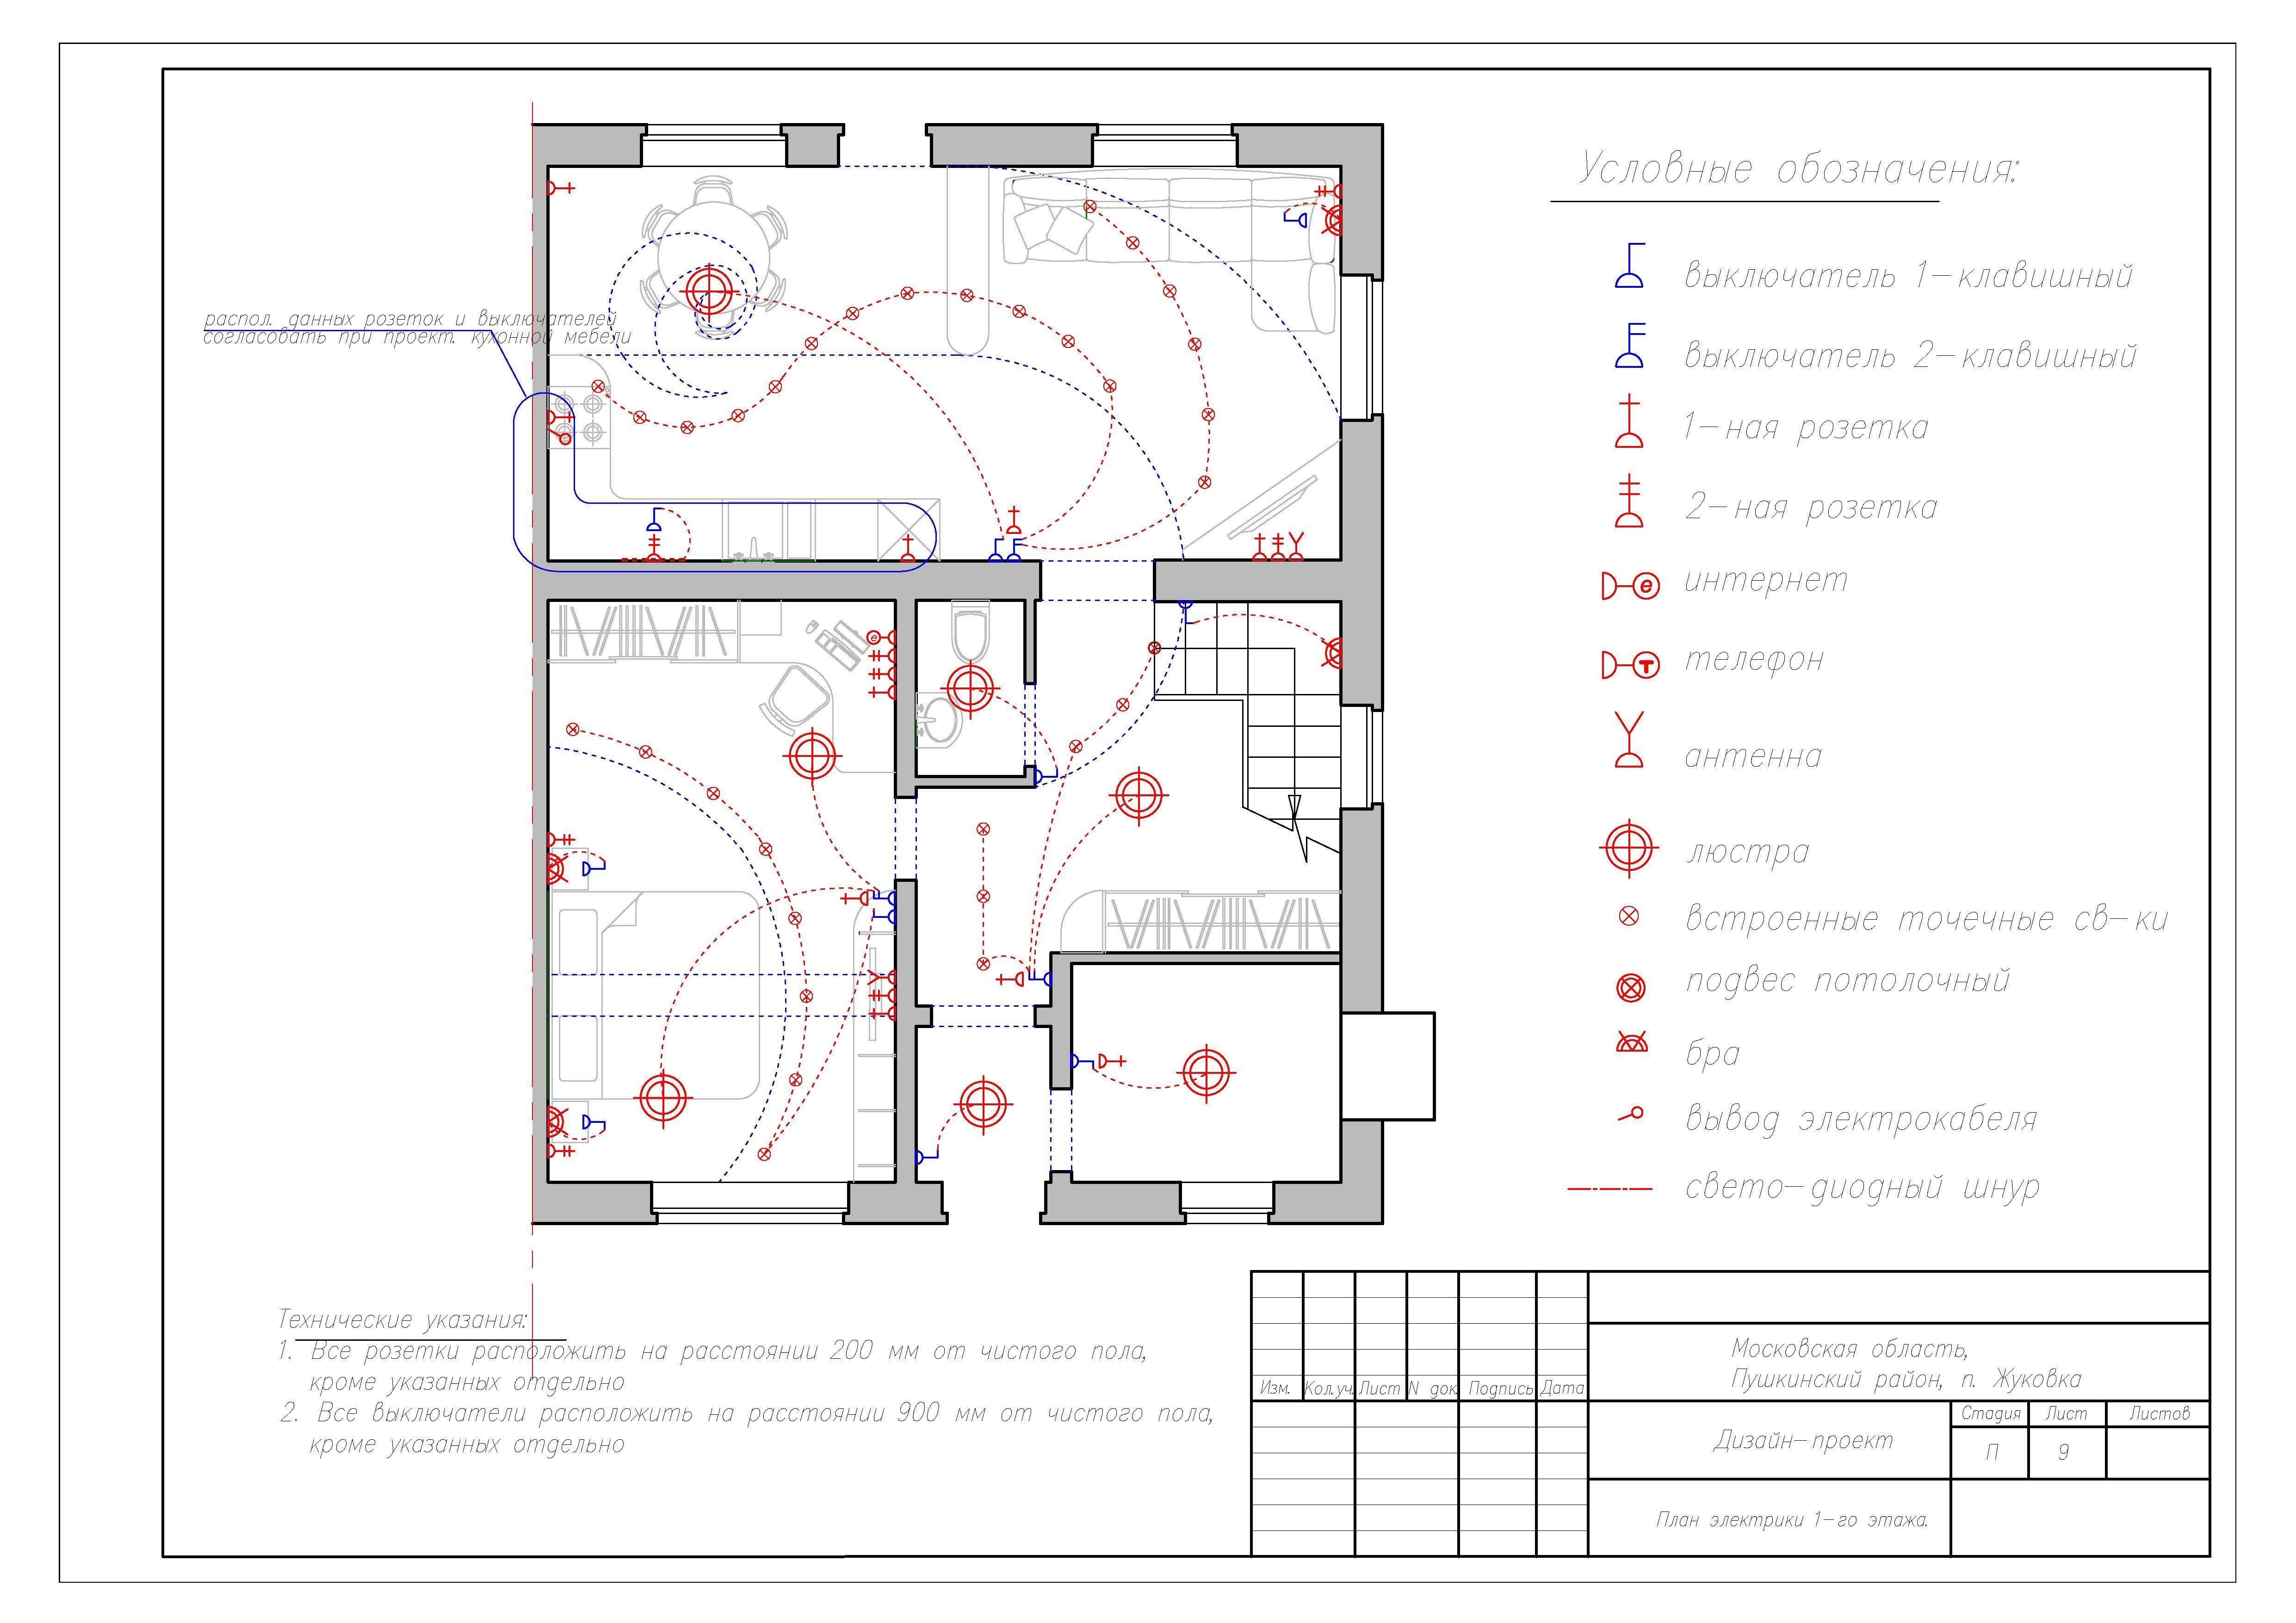 Условные обозначения:
выключатель 1-клавишный
выключатель 2-клавишный
1-ная розетка
2-ная розетка
e интернет
т телефон
антенна
люстра
встроенные точечные св-ки
подвес потолочный
бра
вывод электрокабеля
свето-диодный шнур
распол. данных розеток и выключателей
согласовать при проект. кухонной мебели
e
Технические указания:
1. Все розетки расположить на расстоянии 200 мм от чистого пола,
кроме указанных отдельно
2. Все выключатели расположить на расстоянии 900 мм от чистого пола,
кроме указанных отдельно
Изм. Кол.уч. Лист N док. Подпись Дата
Московская область,
Пушкинский район, п. Жуковка
Дизайн-проект
Стадия Лист Листов
П 9
План электрики 1-го этажа.